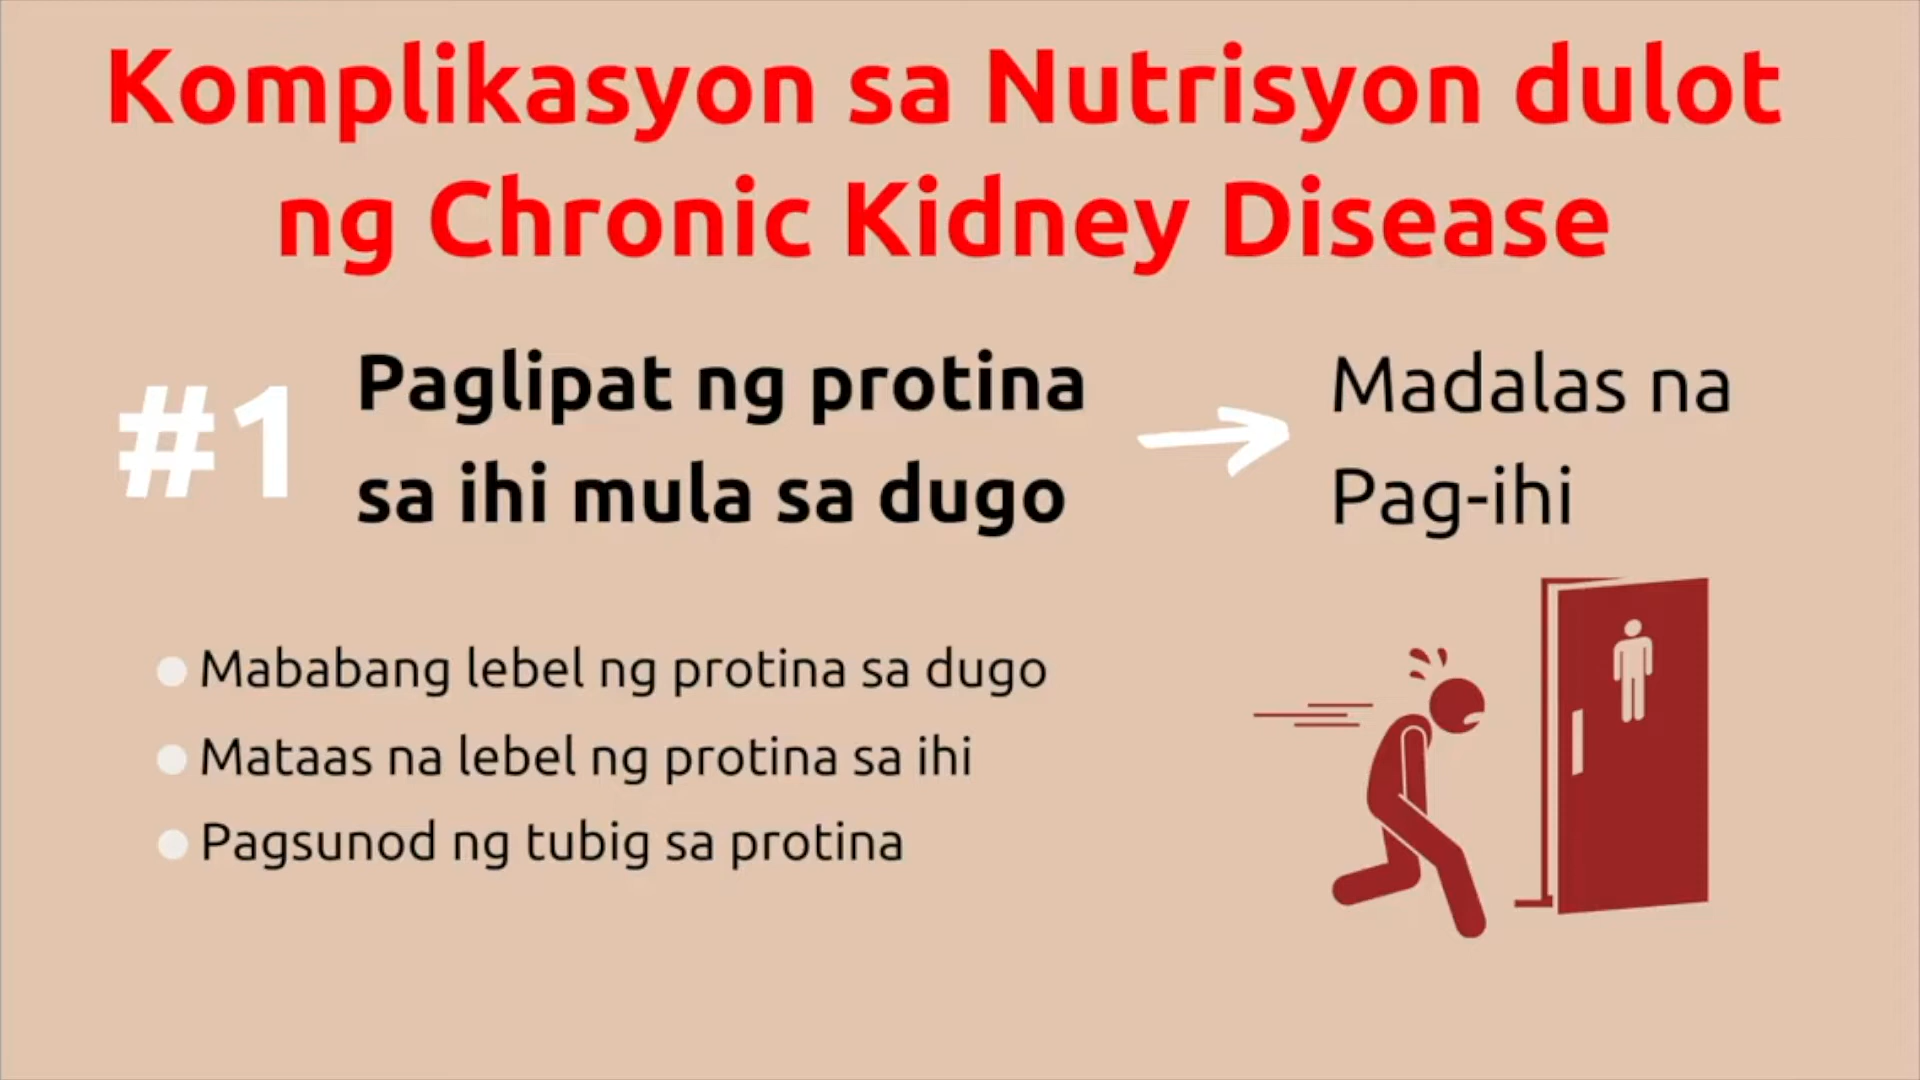 Komplikasyon sa Nutrisyon dulot
ng Chronic Kidney Disease
#1
Paglipat ng protina
sa ihi mula sa dugo
Madalas na
Pag-ihi
Mababang lebel ng protina sa dugo
Mataas na lebel ng protina sa ihi
Pagsunod ng tubig sa protina